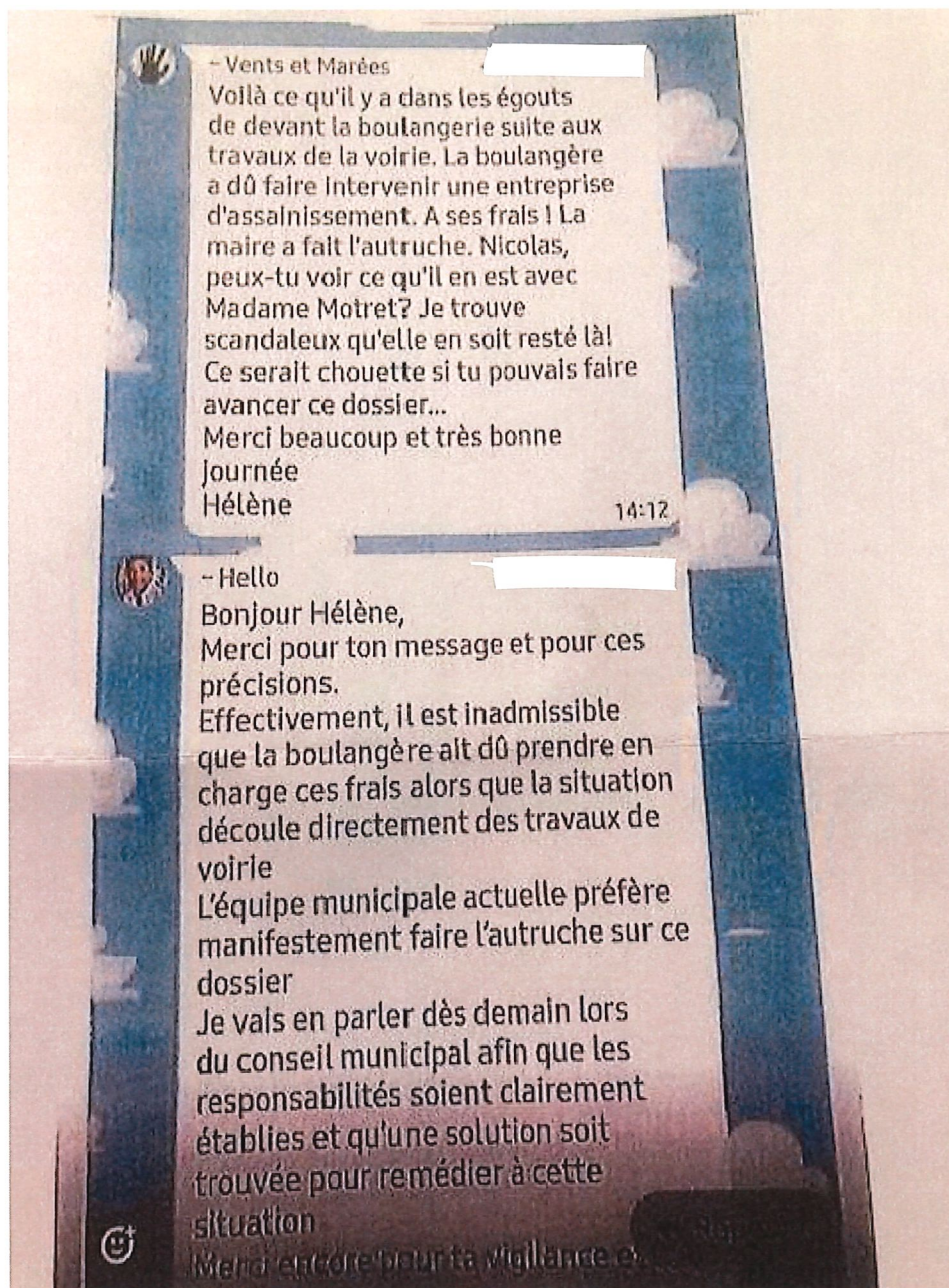 ~ Vents et Marées
Voilà ce qu'il y a dans les égouts
de devant la boulangerie suite aux
travaux de la voirie. La boulangère
a dû faire intervenir une entreprise
d'assainissement. A ses frais ! La
maire a fait l'autruche. Nicolas,
peux-tu voir ce qu'il en est avec
Madame Motret? Je trouve
scandaleux qu'elle en soit resté là!
Ce serait chouette si tu pouvais faire
avancer ce dossier...
Merci beaucoup et très bonne
journée
Hélène
14:12
~ Hello
Bonjour Hélène,
Merci pour ton message et pour ces
précisions.
Effectivement, il est inadmissible
que la boulangère ait dû prendre en
charge ces frais alors que la situation
découle directement des travaux de
voirie
L'équipe municipale actuelle préfère
manifestement faire l'autruche sur ce
dossier
Je vais en parler dès demain lors
du conseil municipal afin que les
responsabilités soient clairement
établies et qu'une solution soit
trouvée pour remédier à cette
situation
Merci encore pour ta vigilance et